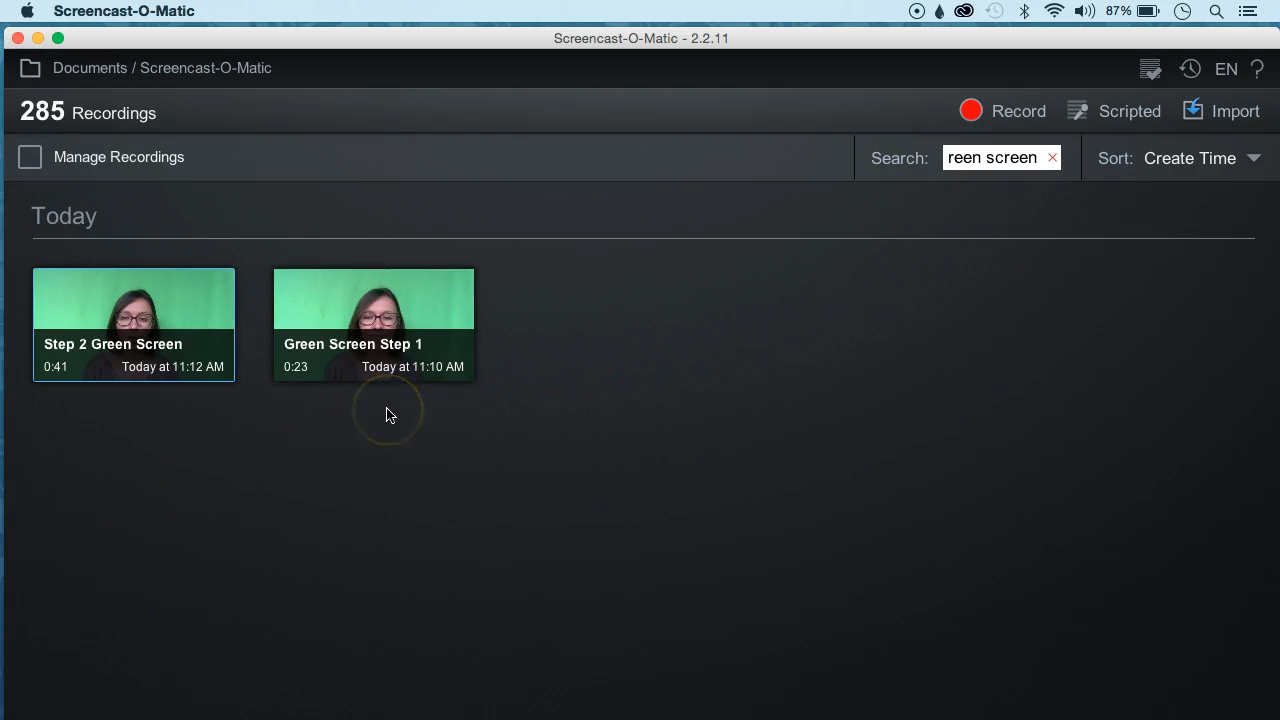 Screencast-O-Matic
87%
Screencast-O-Matic - 2.2.11
Documents / Screencast-O-Matic
EN ?
285 Recordings
Record
Scripted
Import
Manage Recordings
Search: reen screen ×
Sort: Create Time
Today
Step 2 Green Screen
0:41 Today at 11:12 AM
Green Screen Step 1
0:23 Today at 11:10 AM